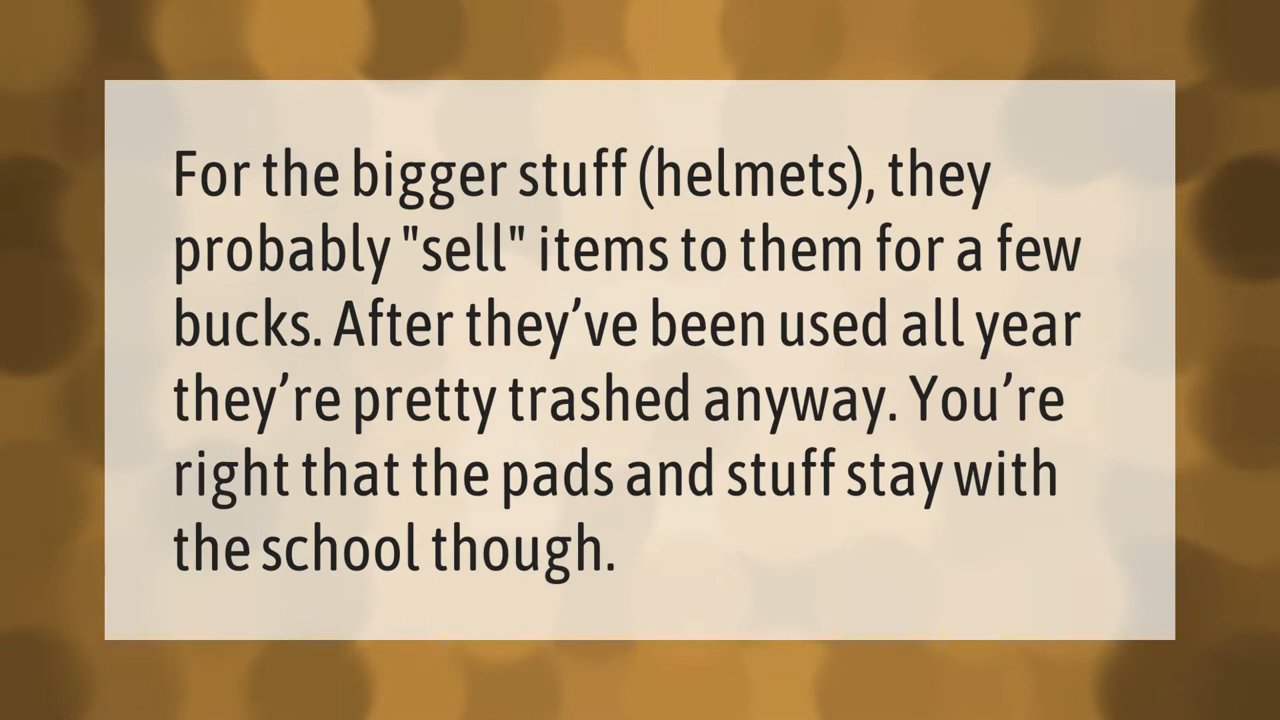 For the bigger stuff (helmets), they
probably "sell" items to them for a few
bucks. After they’ve been used all year
they’re pretty trashed anyway. You’re
right that the pads and stuff stay with
the school though.